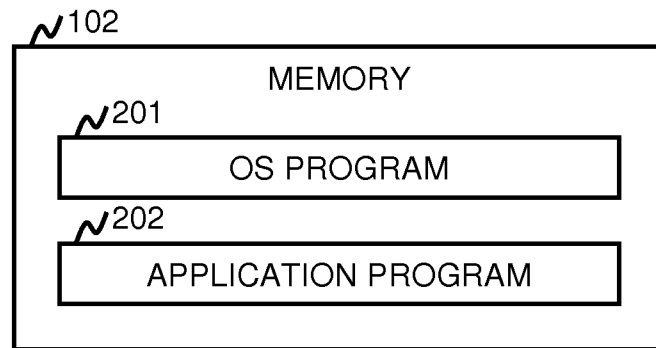 102
MEMORY
201
OS PROGRAM
202
APPLICATION PROGRAM